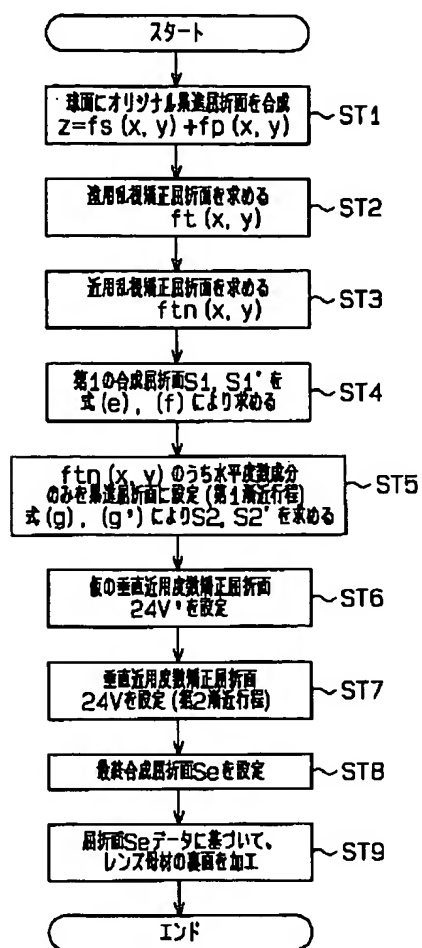 スタート
球面にオリジナル累進屈折面を合成
z=fs(x, y)+fp(x, y)
ST1
遠用乱視矯正屈折面を求める
ft(x, y)
ST2
近用乱視矯正屈折面を求める
ftn(x, y)
ST3
第1の合成屈折面S1, S1'を
式(e), (f)により求める
ST4
ftn(x, y)のうち水平度数成分
のみを累進屈折面に設定(第1漸近行程)
式(g), (g')によりS2, S2'を求める
ST5
仮の垂直近用度数矯正屈折面
24V'を設定
ST6
垂直近用度数矯正屈折面
24Vを設定(第2漸近行程)
ST7
最終合成屈折面Seを設定
ST8
屈折面Seデータに基づいて、
レンズ母材の裏面を加工
ST9
エンド